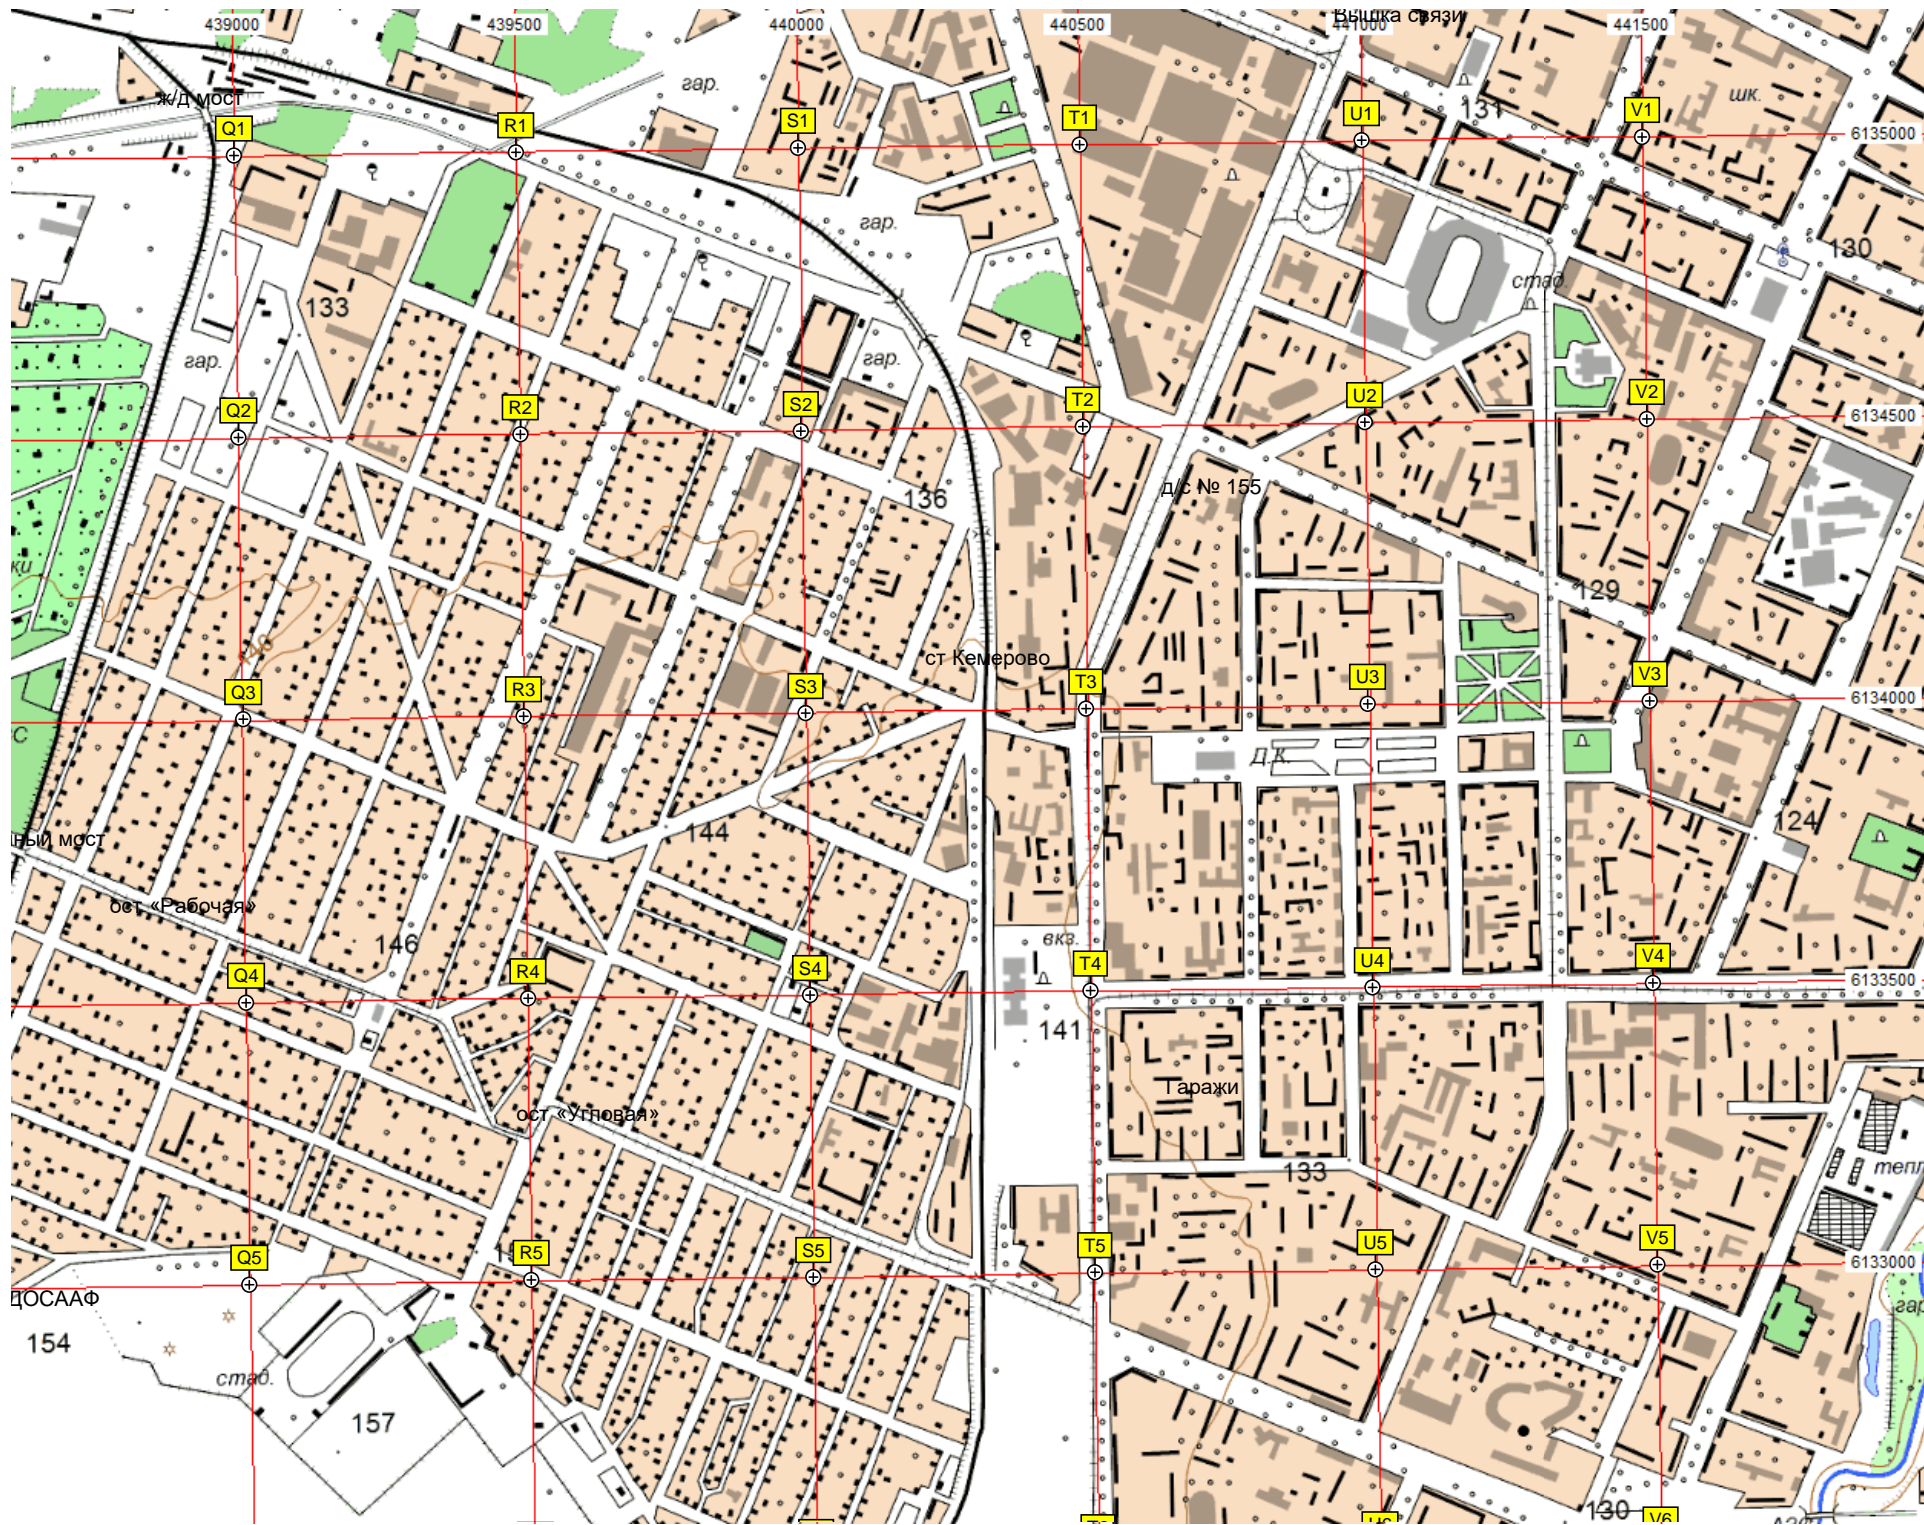 Вышка связи
439000 439500 440000 440500 441000 441500
гар.
шк.
ж/д мост
131
Q1 R1 S1 T1 U1 V1
6135000
гар.
130
стад.
133
гар.
гар.
Q2 R2 S2 T2 U2 V2
6134500
д/с № 155
136
ки
129
148
ст Кемерово
Q3 R3 S3 T3 U3 V3
6134000
С
Д.К.
144
124
ный мост
ост. «Рабочая»
146
вкз.
Q4 R4 S4 T4 U4 V4
6133500
141
Гаражи
ост. «Угловая»
133
тепл
Q5 R5 S5 T5 U5 V5
6133000
ДОСААФ
гар
154
стад.
157
130
V6